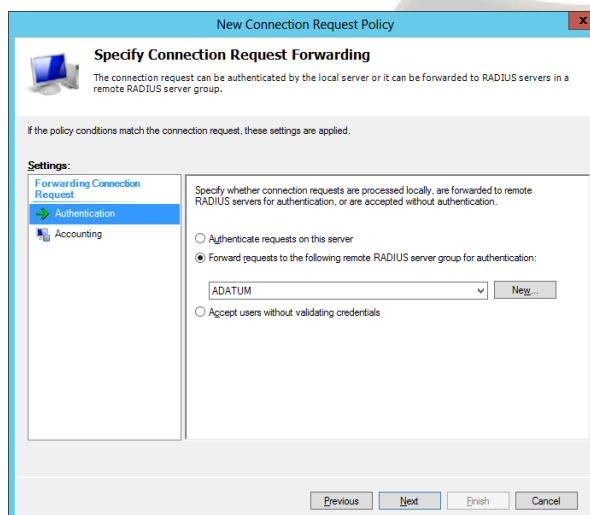 New Connection Request Policy
x
Specify Connection Request Forwarding
The connection request can be authenticated by the local server or it can be forwarded to RADIUS servers in a
remote RADIUS server group.
If the policy conditions match the connection request, these settings are applied.
Settings:
Forwarding Connection
Request
Authentication
Accounting
Specify whether connection requests are processed locally, are forwarded to remote
RADIUS servers for authentication, or are accepted without authentication.
Authenticate requests on this server
Forward requests to the following remote RADIUS server group for authentication:
ADATUM
New...
Accept users without validating credentials
Previous
Next
Finish
Cancel